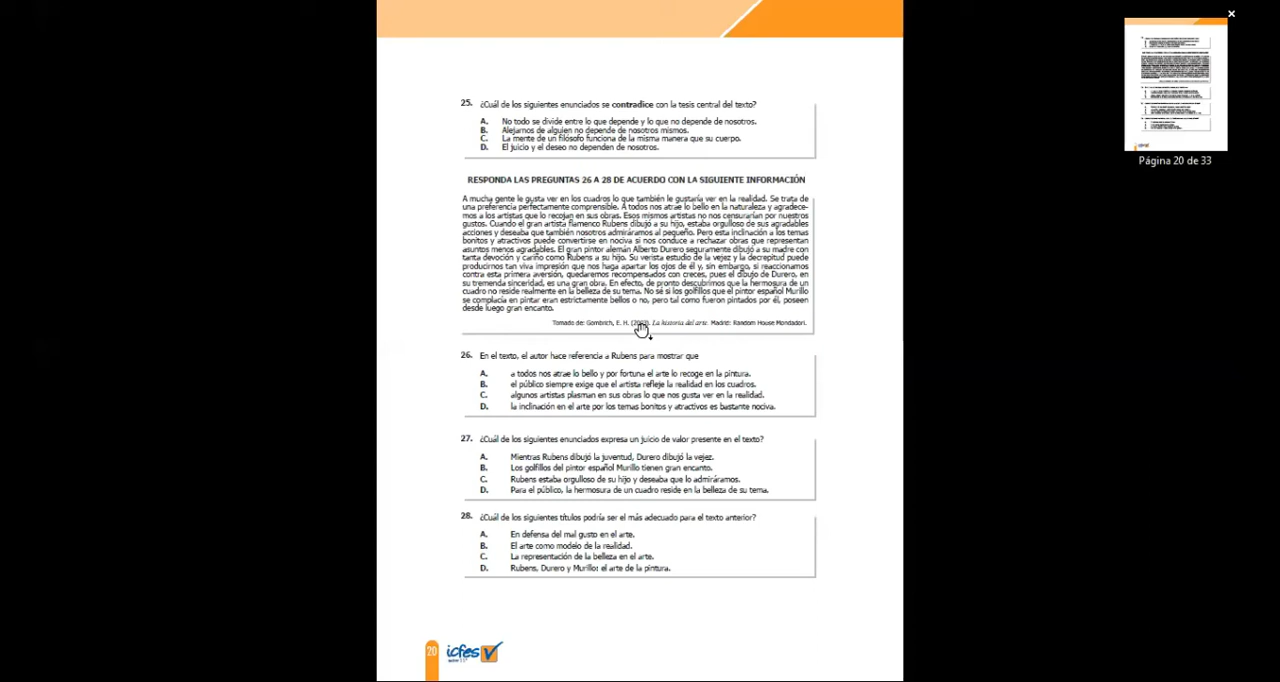 25. ¿Cuál de los siguientes enunciados se contradice con la tesis central del texto?
A. No todo se divide entre lo que depende y lo que no depende de nosotros.
B. Alejarnos de alguien no depende de nosotros mismos.
C. La mente de un filósofo funciona de la misma manera que su cuerpo.
D. El juicio y el deseo no dependen de nosotros.
RESPONDA LAS PREGUNTAS 26 A 28 DE ACUERDO CON LA SIGUIENTE INFORMACIÓN
A mucha gente le gusta ver en los cuadros lo que también le gustaría ver en la realidad. Se trata de
una preferencia perfectamente comprensible. A todos nos atrae lo bello en la naturaleza y agradece-
mos a los artistas que lo recojan en sus obras. Esos mismos artistas no nos censurarían por nuestros
gustos. Cuando el gran artista flamenco Rubens dibujó a su hijo, estaba orgulloso de sus agradables
acciones y deseaba que también nosotros admiráramos al pequeño. Pero esta inclinación a los temas
bonitos y atractivos puede convertirse en nociva si nos conduce a rechazar obras que representan
asuntos menos agradables. El gran pintor alemán Alberto Durero seguramente dibujó a su madre con
tanta devoción y cariño como Rubens a su hijo. Su verista estudio de la vejez y la decrepitud puede
producirnos tan viva impresión que nos haga apartar los ojos de él y, sin embargo, si reaccionamos
contra esta primera aversión, quedaremos recompensados con creces, pues el dibujo de Durero, en
su tremenda sinceridad, es una gran obra. En efecto, de pronto descubrimos que la hermosura de un
cuadro no reside realmente en la belleza de su tema. No sé si los golfillos que el pintor español Murillo
se complacía en pintar eran estrictamente bellos o no, pero tal como fueron pintados por él, poseen
desde luego gran encanto.
Tomado de: Gombrich, E. H. La historia del arte. Madrid: Random House Mondadori.
26. En el texto, el autor hace referencia a Rubens para mostrar que
A. a todos nos atrae lo bello y por fortuna el arte lo recoge en la pintura.
B. el público siempre exige que el artista refleje la realidad en los cuadros.
C. algunos artistas plasman en sus obras lo que nos gusta ver en la realidad.
D. la inclinación en el arte por los temas bonitos y atractivos es bastante nociva.
27. ¿Cuál de los siguientes enunciados expresa un juicio de valor presente en el texto?
A. Mientras Rubens dibujó la juventud, Durero dibujó la vejez.
B. Los golfillos del pintor español Murillo tienen gran encanto.
C. Rubens estaba orgulloso de su hijo y deseaba que lo admiráramos.
D. Para el público, la hermosura de un cuadro reside en la belleza de su tema.
28. ¿Cuál de los siguientes títulos podría ser el más adecuado para el texto anterior?
A. En defensa del mal gusto en el arte.
B. El arte como modelo de la realidad.
C. La representación de la belleza en el arte.
D. Rubens, Durero y Murillo: el arte de la pintura.
20 icfes
Página 20 de 33